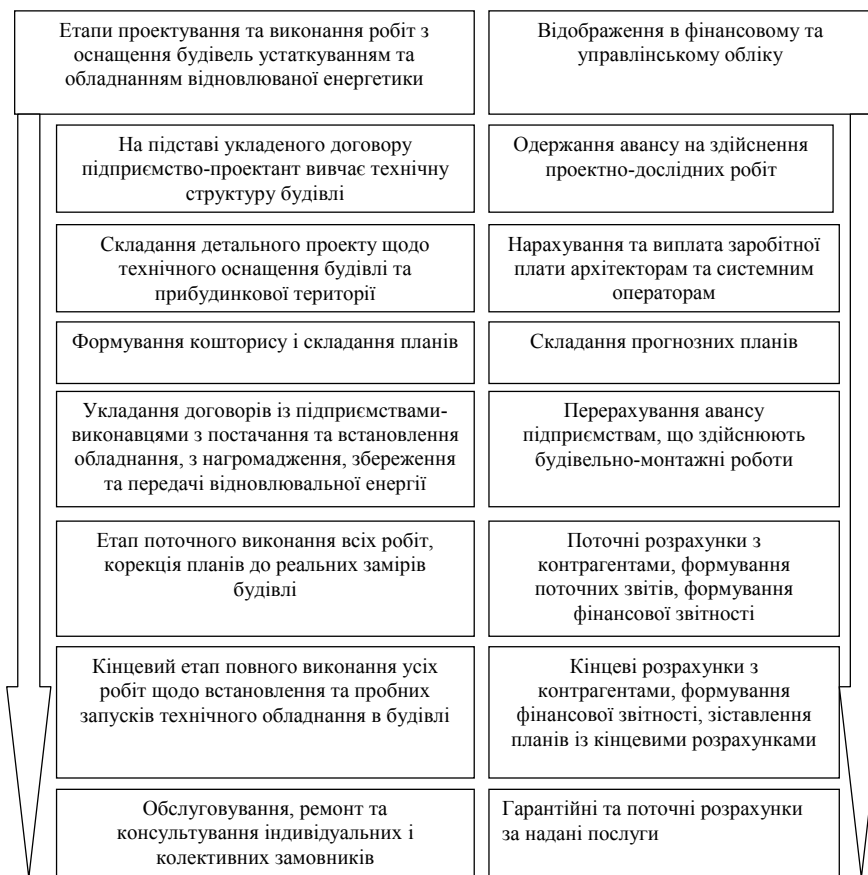 Етапи проектування та виконання робіт з
оснащення будівель устаткуванням та
обладнанням відновлюваної енергетики
Відображення в фінансовому та
управлінському обліку
На підставі укладеного договору
підприємство-проектант вивчає технічну
структуру будівлі
Одержання авансу на здійснення
проектно-дослідних робіт
Складання детального проекту щодо
технічного оснащення будівлі та
прибудинкової території
Нарахування та виплата заробітної
плати архітекторам та системним
операторам
Формування кошторису і складання планів
Складання прогнозних планів
Укладання договорів із підприємствами-
виконавцями з постачання та встановлення
обладнання, з нагромадження, збереження
та передачі відновлювальної енергії
Перерахування авансу
підприємствам, що здійснюють
будівельно-монтажні роботи
Етап поточного виконання всіх робіт,
корекція планів до реальних замірів
будівлі
Поточні розрахунки з
контрагентами, формування
поточних звітів, формування
фінансової звітності
Кінцевий етап повного виконання усіх
робіт щодо встановлення та пробних
запусків технічного обладнання в будівлі
Кінцеві розрахунки з
контрагентами, формування
фінансової звітності, зіставлення
планів із кінцевими розрахунками
Обслуговування, ремонт та
консультування індивідуальних і
колективних замовників
Гарантійні та поточні розрахунки
за надані послуги